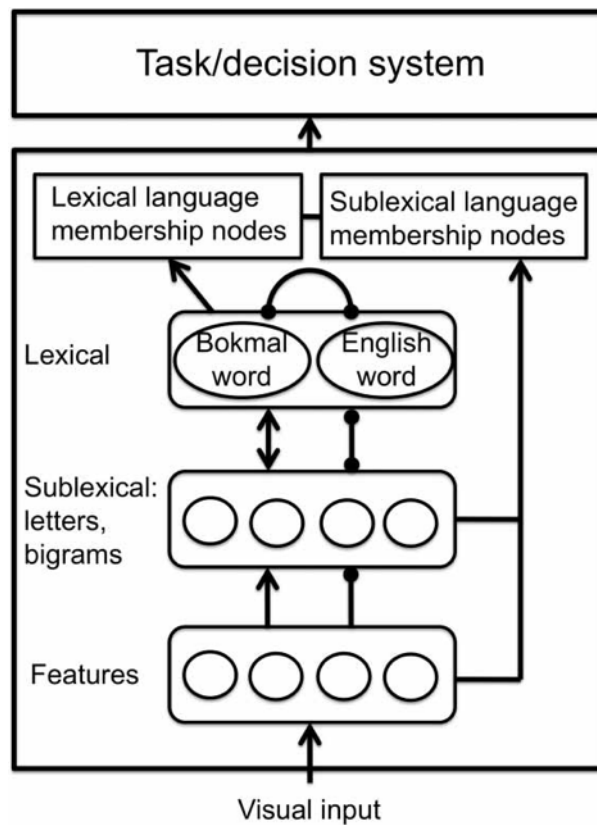 Task/decision system
Lexical language
membership nodes
Sublexical language
membership nodes
Lexical
Bokmal
word
English
word
Sublexical:
letters,
bigrams
Features
Visual input